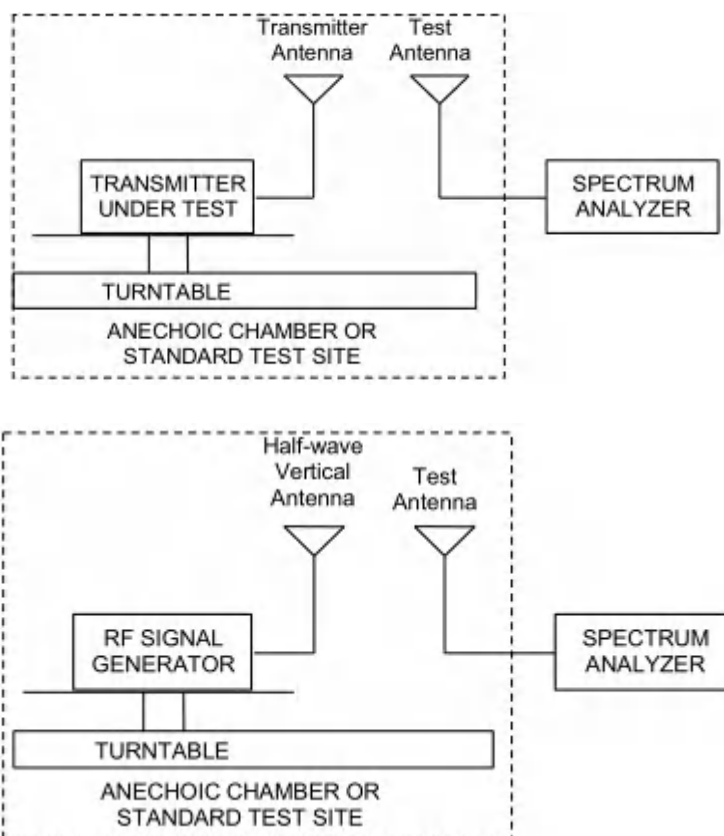 Transmitter
Antenna
Test
Antenna
TRANSMITTER
UNDER TEST
SPECTRUM
ANALYZER
TURNTABLE
ANECHOIC CHAMBER OR
STANDARD TEST SITE
Half-wave
Vertical
Antenna
Test
Antenna
RF SIGNAL
GENERATOR
SPECTRUM
ANALYZER
TURNTABLE
ANECHOIC CHAMBER OR
STANDARD TEST SITE